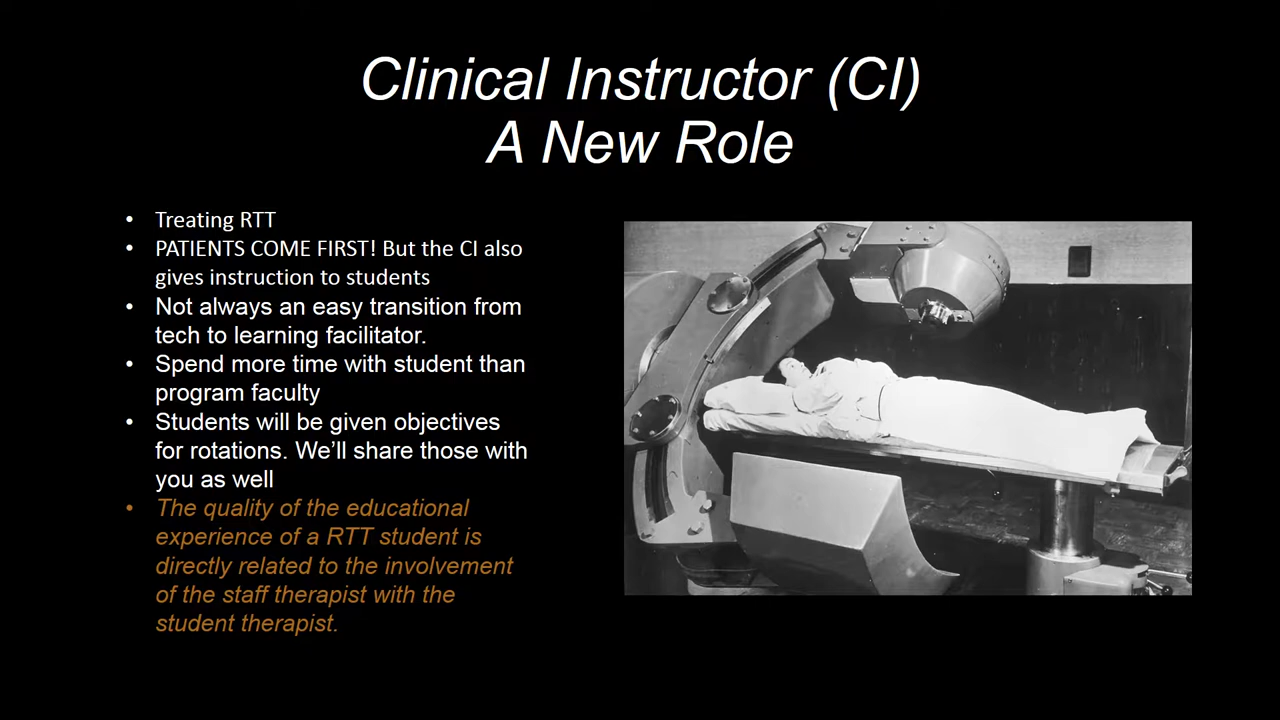 Clinical Instructor (CI)
A New Role
• Treating RTT
• PATIENTS COME FIRST! But the CI also
gives instruction to students
• Not always an easy transition from
tech to learning facilitator.
• Spend more time with student than
program faculty
• Students will be given objectives
for rotations. We’ll share those with
you as well
• The quality of the educational
experience of a RTT student is
directly related to the involvement
of the staff therapist with the
student therapist.